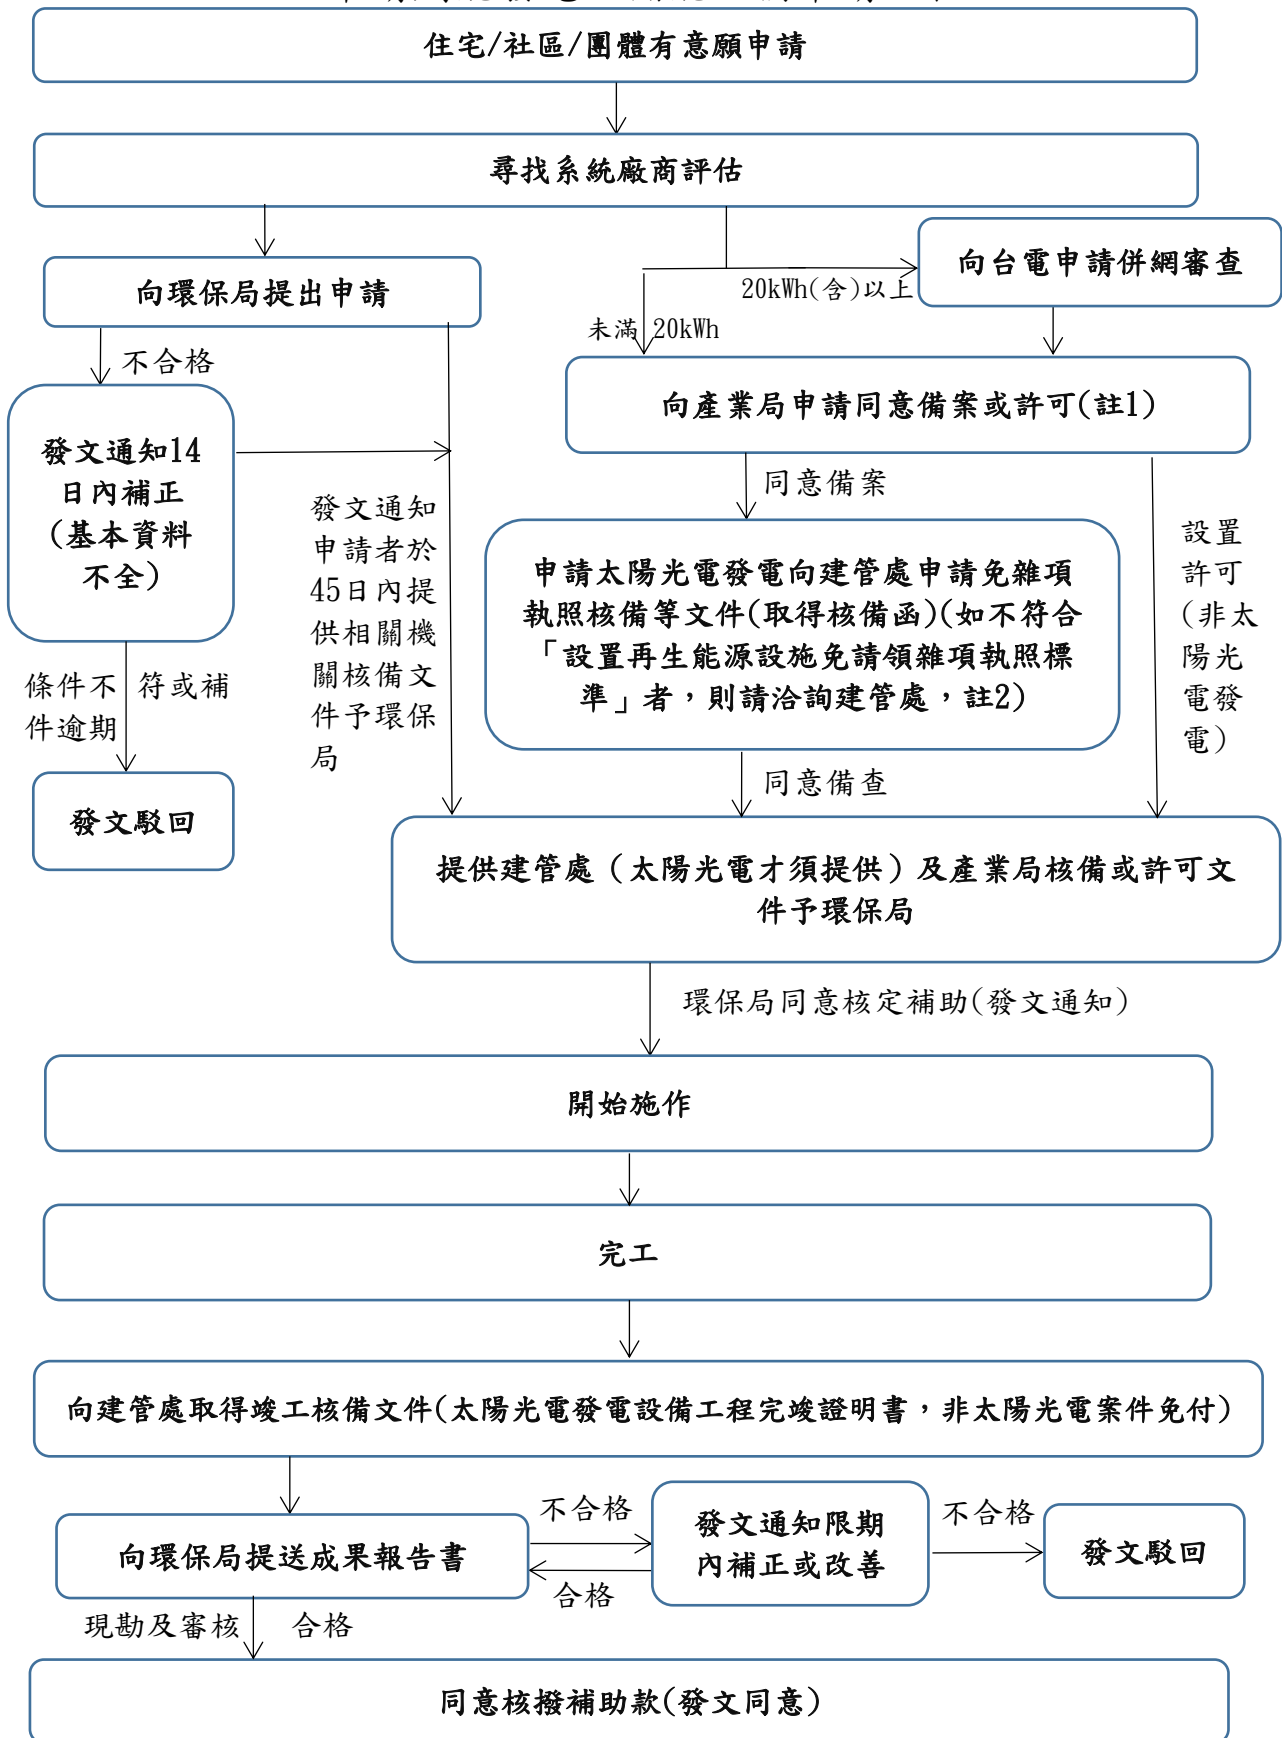 住宅/社區/團體有意願申請
尋找系統廠商評估
向環保局提出申請
向台電申請併網審查
20kWh(含)以上
未滿 20kWh
不合格
向產業局申請同意備案或許可(註1)
發文通知14
日內補正
(基本資料
不全)
發文通知
申請者於
45日內提
供相關機
關核備文
件予環保
局
同意備案
設置
許可
(非太
陽光
電發
電)
申請太陽光電發電向建管處申請免雜項
執照核備等文件(取得核備函)(如不符合
「設置再生能源設施免請領雜項執照標
準」者，則請洽詢建管處，註2)
條件不 符或補
件逾期
發文駁回
同意備查
提供建管處（太陽光電才須提供）及產業局核備或許可文
件予環保局
環保局同意核定補助(發文通知)
開始施作
完工
向建管處取得竣工核備文件(太陽光電發電設備工程完竣證明書，非太陽光電案件免付)
向環保局提送成果報告書
不合格
合格
發文通知限期
內補正或改善
不合格
發文駁回
現勘及審核 合格
同意核撥補助款(發文同意)